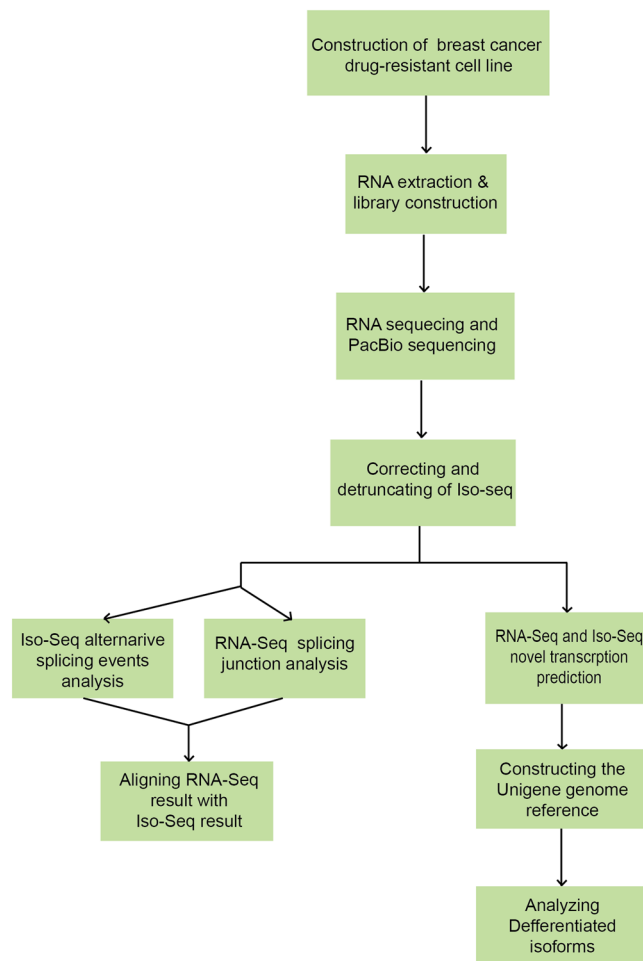 Construction of breast cancer
drug-resistant cell line
RNA extraction &
library construction
RNA sequecing and
PacBio sequencing
Correcting and
detruncating of Iso-seq
Iso-Seq alternarive
splicing events
analysis
RNA-Seq splicing
junction analysis
Aligning RNA-Seq
result with
Iso-Seq result
RNA-Seq and Iso-Seq
novel transcrption
prediction
Constructing the
Unigene genome
reference
Analyzing
Defferentiated
isoforms